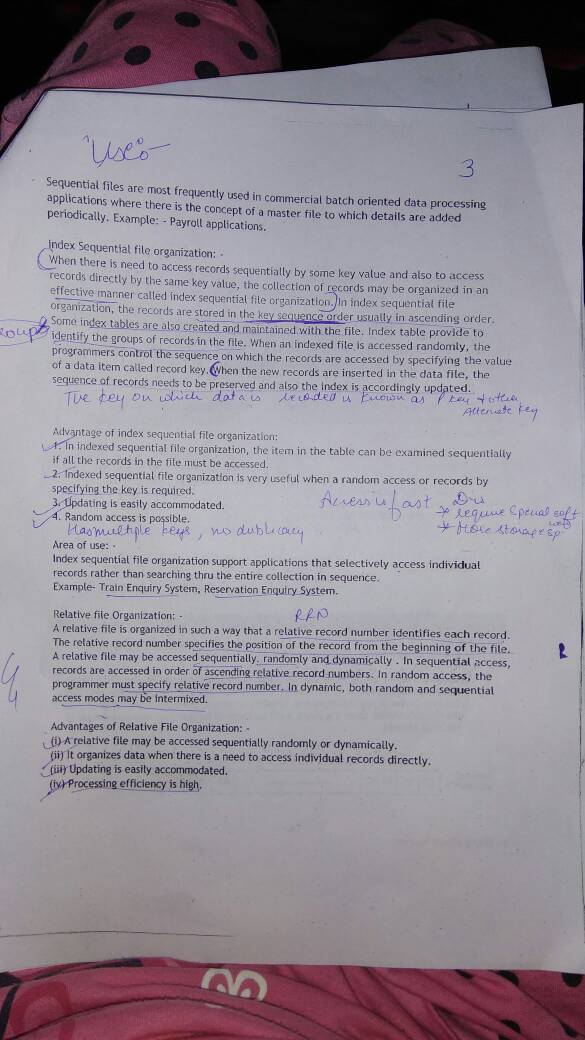 Use:-
3
Sequential files are most frequently used in commercial batch oriented data processing
applications where there is the concept of a master file to which details are added
periodically. Example: - Payroll applications.
Index Sequential file organization: -
When there is need to access records sequentially by some key value and also to access
records directly by the same key value, the collection of records may be organized in an
effective manner called index sequential file organization. In index sequential file
organization, the records are stored in the key sequence order usually in ascending order.
Some index tables are also created and maintained with the file. Index table provide to
identify the groups of records in the file. When an indexed file is accessed randomly, the
programmers control the sequence on which the records are accessed by specifying the value
of a data item called record key. When the new records are inserted in the data file, the
sequence of records needs to be preserved and also the index is accordingly updated.
The key on which data is recorded is known as P key & other
Alternate key
Advantage of index sequential file organization:
1. In indexed sequential file organization, the item in the table can be examined sequentially
if all the records in the file must be accessed.
2. Indexed sequential file organization is very useful when a random access or records by
specifying the key is required.
3. Updating is easily accommodated.
Access is fast
Dis
* require Special soft
4. Random access is possible.
* More storage sp
Has multiple keys, no dublicacy
Area of use: -
Index sequential file organization support applications that selectively access individual
records rather than searching thru the entire collection in sequence.
Example- Train Enquiry System, Reservation Enquiry System.
Relative file Organization: -
RRN
A relative file is organized in such a way that a relative record number identifies each record.
The relative record number specifies the position of the record from the beginning of the file.
A relative file may be accessed sequentially, randomly and dynamically . In sequential access,
records are accessed in order of ascending relative record numbers. In random access, the
programmer must specify relative record number. In dynamic, both random and sequential
access modes may be intermixed.
Advantages of Relative File Organization: -
(i) A relative file may be accessed sequentially randomly or dynamically.
(ii) It organizes data when there is a need to access individual records directly.
(iii) Updating is easily accommodated.
(iv) Processing efficiency is high.